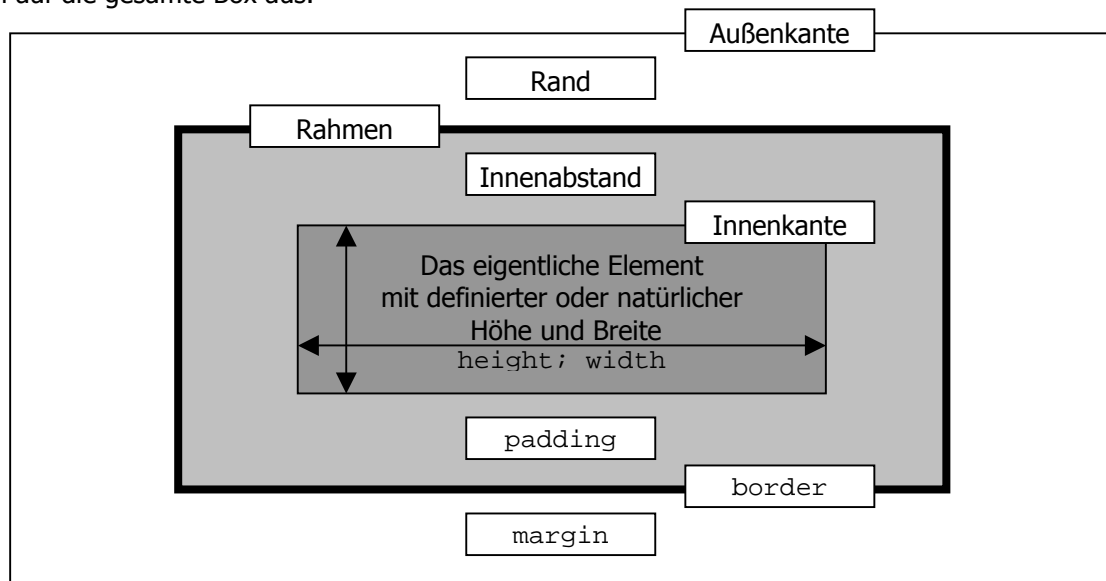 auf die gesamte Box aus.
Außenkante
Rand
Rahmen
Innenabstand
Innenkante
Das eigentliche Element
mit definierter oder natürlicher
Höhe und Breite
height; width
padding
border
margin